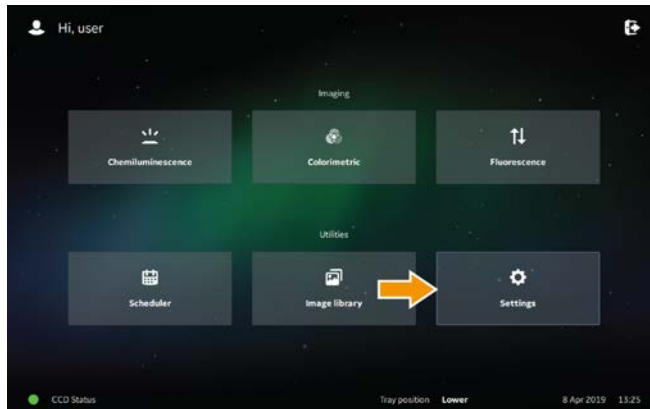 Hi, user
Imaging
Chemiluminescence
Colorimetric
Fluorescence
Utilities
Scheduler
Image library
Settings
CCD Status
Tray position Lower
8 Apr 2019 13:25